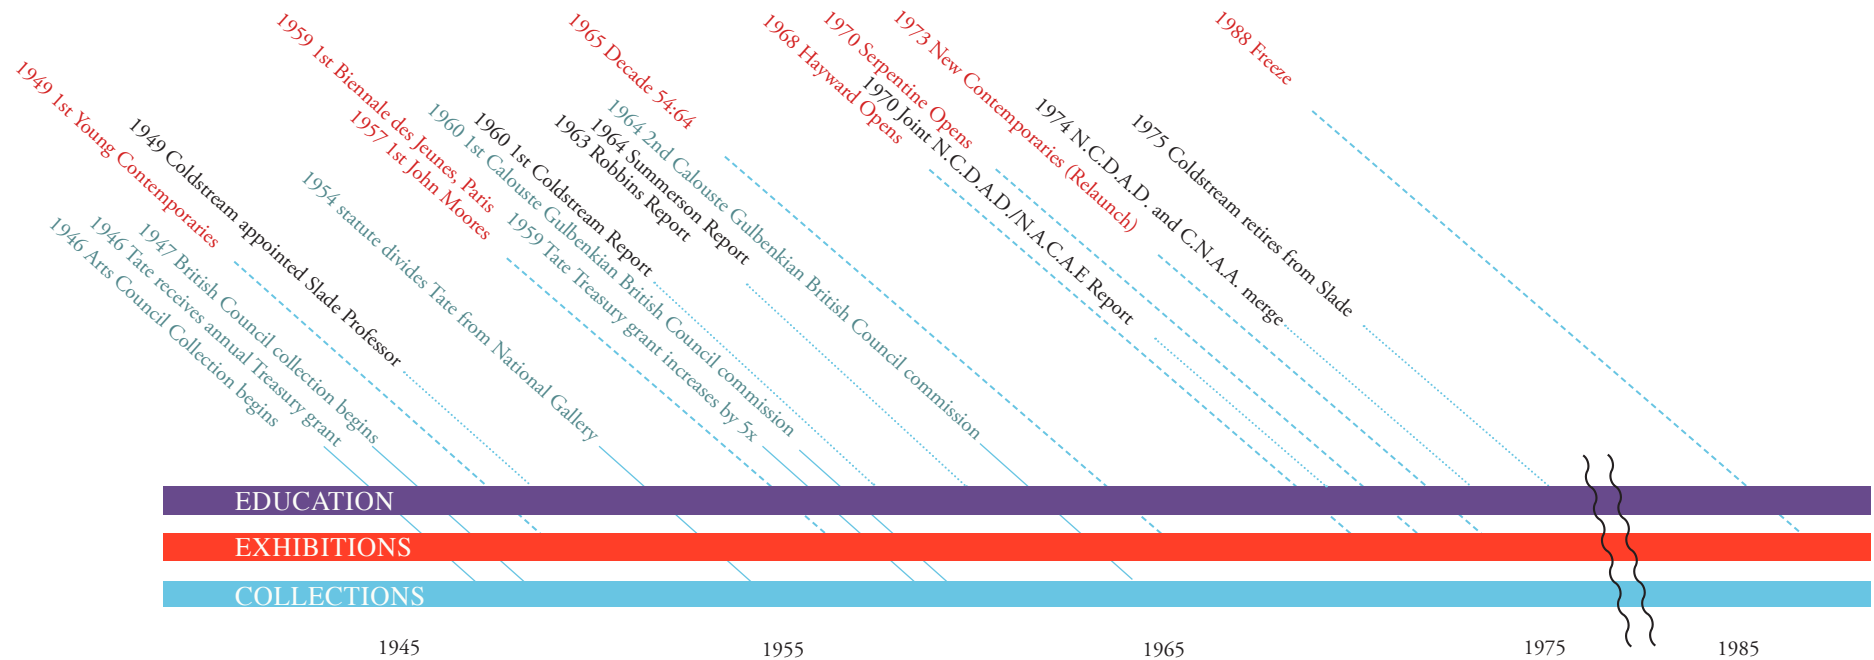 1949 1st Young Contemporaries
1949 Coldstream appointed Slade Professor
1947 British Council collection begins
1946 Tate receives annual Treasury grant
1946 Arts Council Collection begins
1954 statute divides Tate from National Gallery
1959 1st Biennale des Jeunes, Paris
1957 1st John Moores
1960 1st Coldstream Report
1960 1st Calouste Gulbenkian British Council commission
1959 Tate Treasury grant increases by 5x
1965 Decade 54:64
1964 2nd Calouste Gulbenkian British Council commission
1964 Summerson Report
1963 Robbins Report
1968 Hayward Opens
1970 Serpentine Opens
1970 Joint N.C.D.A.D./N.A.C.A.E Report
1973 New Contemporaries (Relaunch)
1974 N.C.D.A.D. and C.N.A.A. merge
1975 Coldstream retires from Slade
1988 Freeze
EDUCATION
EXHIBITIONS
COLLECTIONS
1945
1955
1965
1975
1985